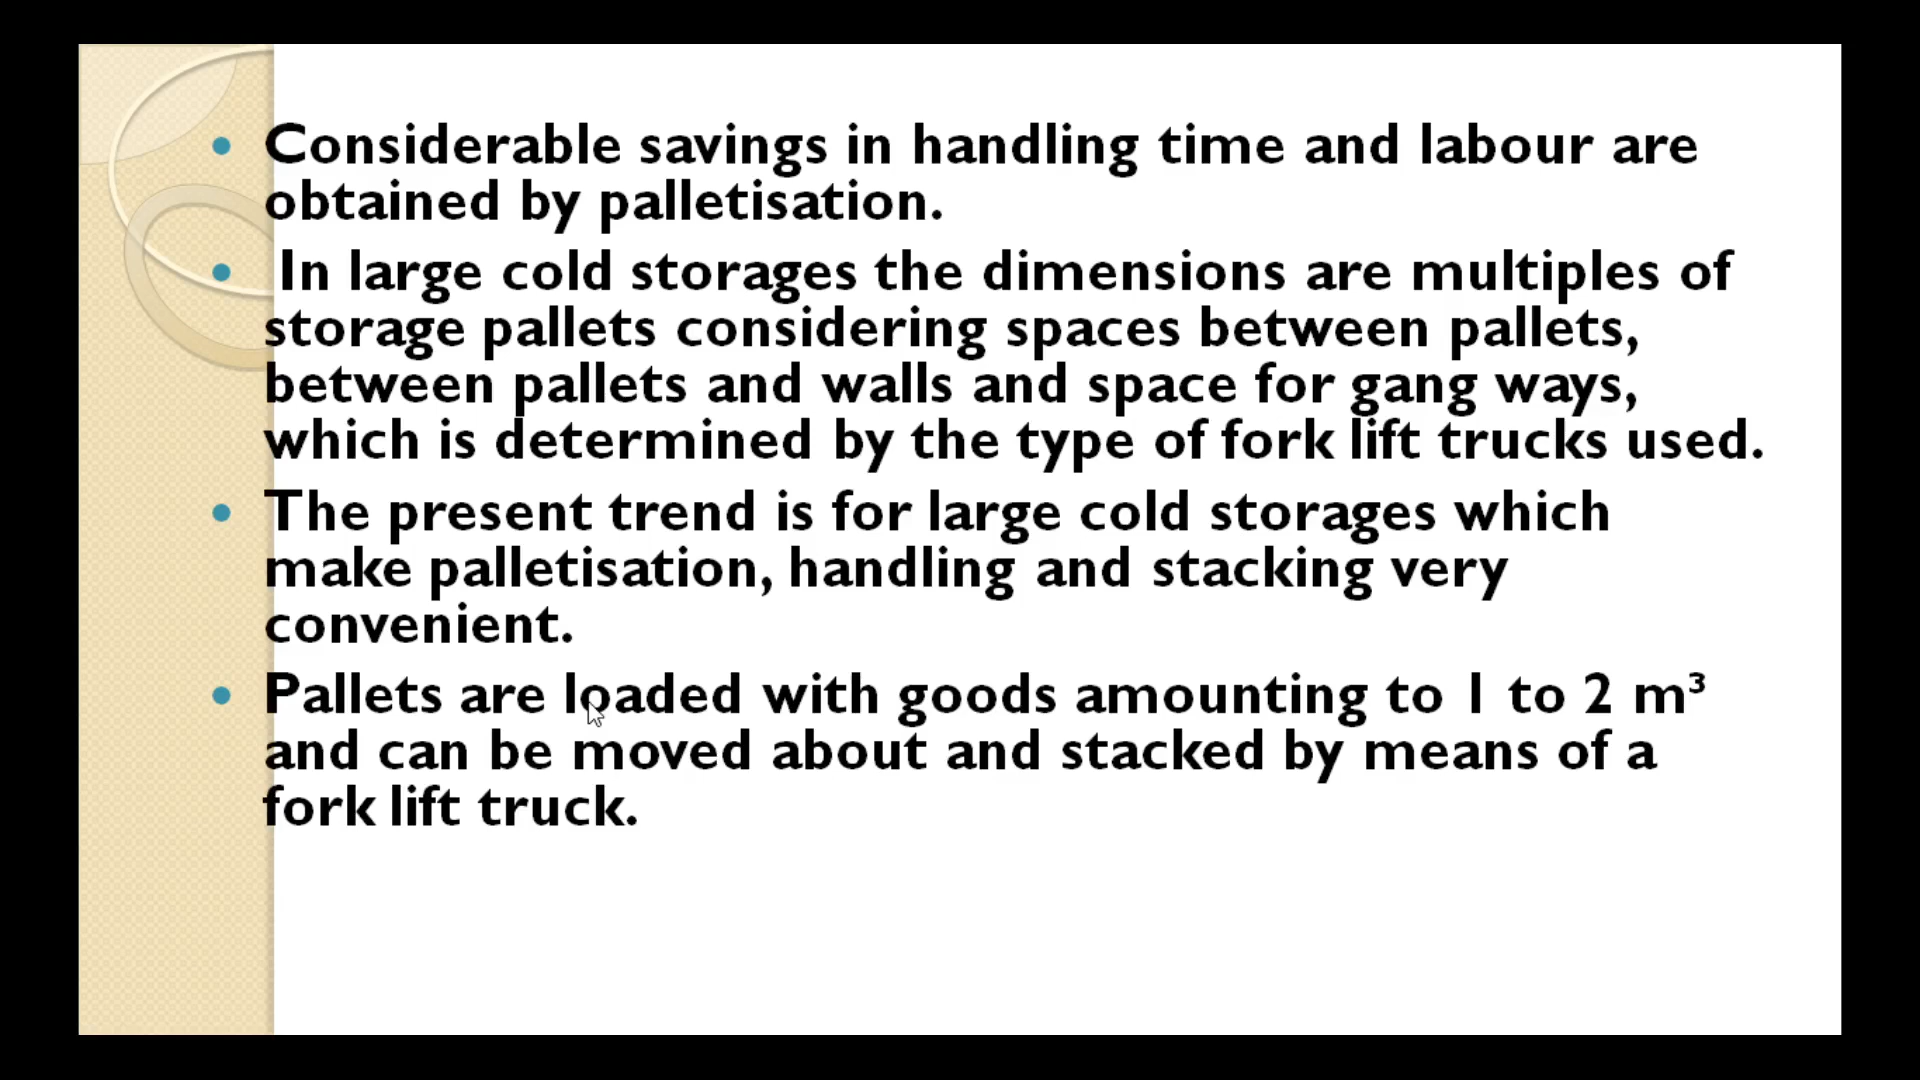 • Considerable savings in handling time and labour are
obtained by palletisation.
• In large cold storages the dimensions are multiples of
storage pallets considering spaces between pallets,
between pallets and walls and space for gang ways,
which is determined by the type of fork lift trucks used.
• The present trend is for large cold storages which
make palletisation, handling and stacking very
convenient.
• Pallets are loaded with goods amounting to 1 to 2 m³
and can be moved about and stacked by means of a
fork lift truck.